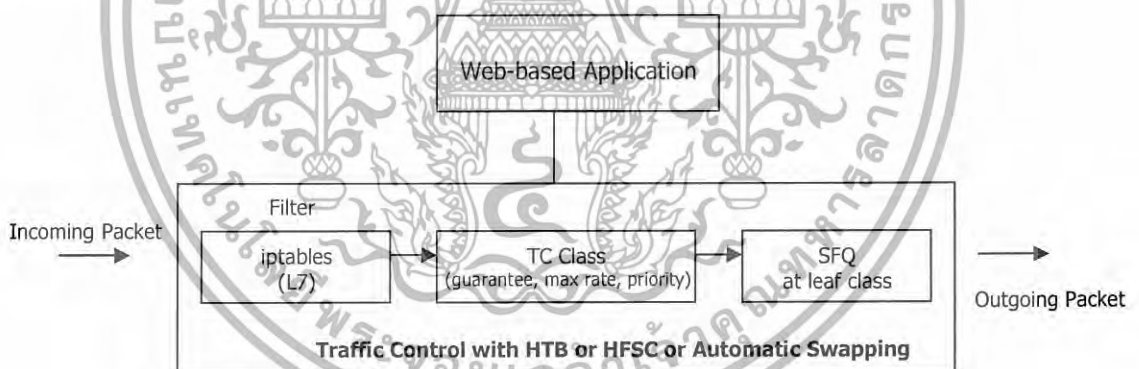 Web-based Application
Filter
Incoming Packet
iptables
(L7)
TC Class
(guarantee, max rate, priority)
SFQ
at leaf class
Outgoing Packet
Traffic Control with HTB or HFSC or Automatic Swapping